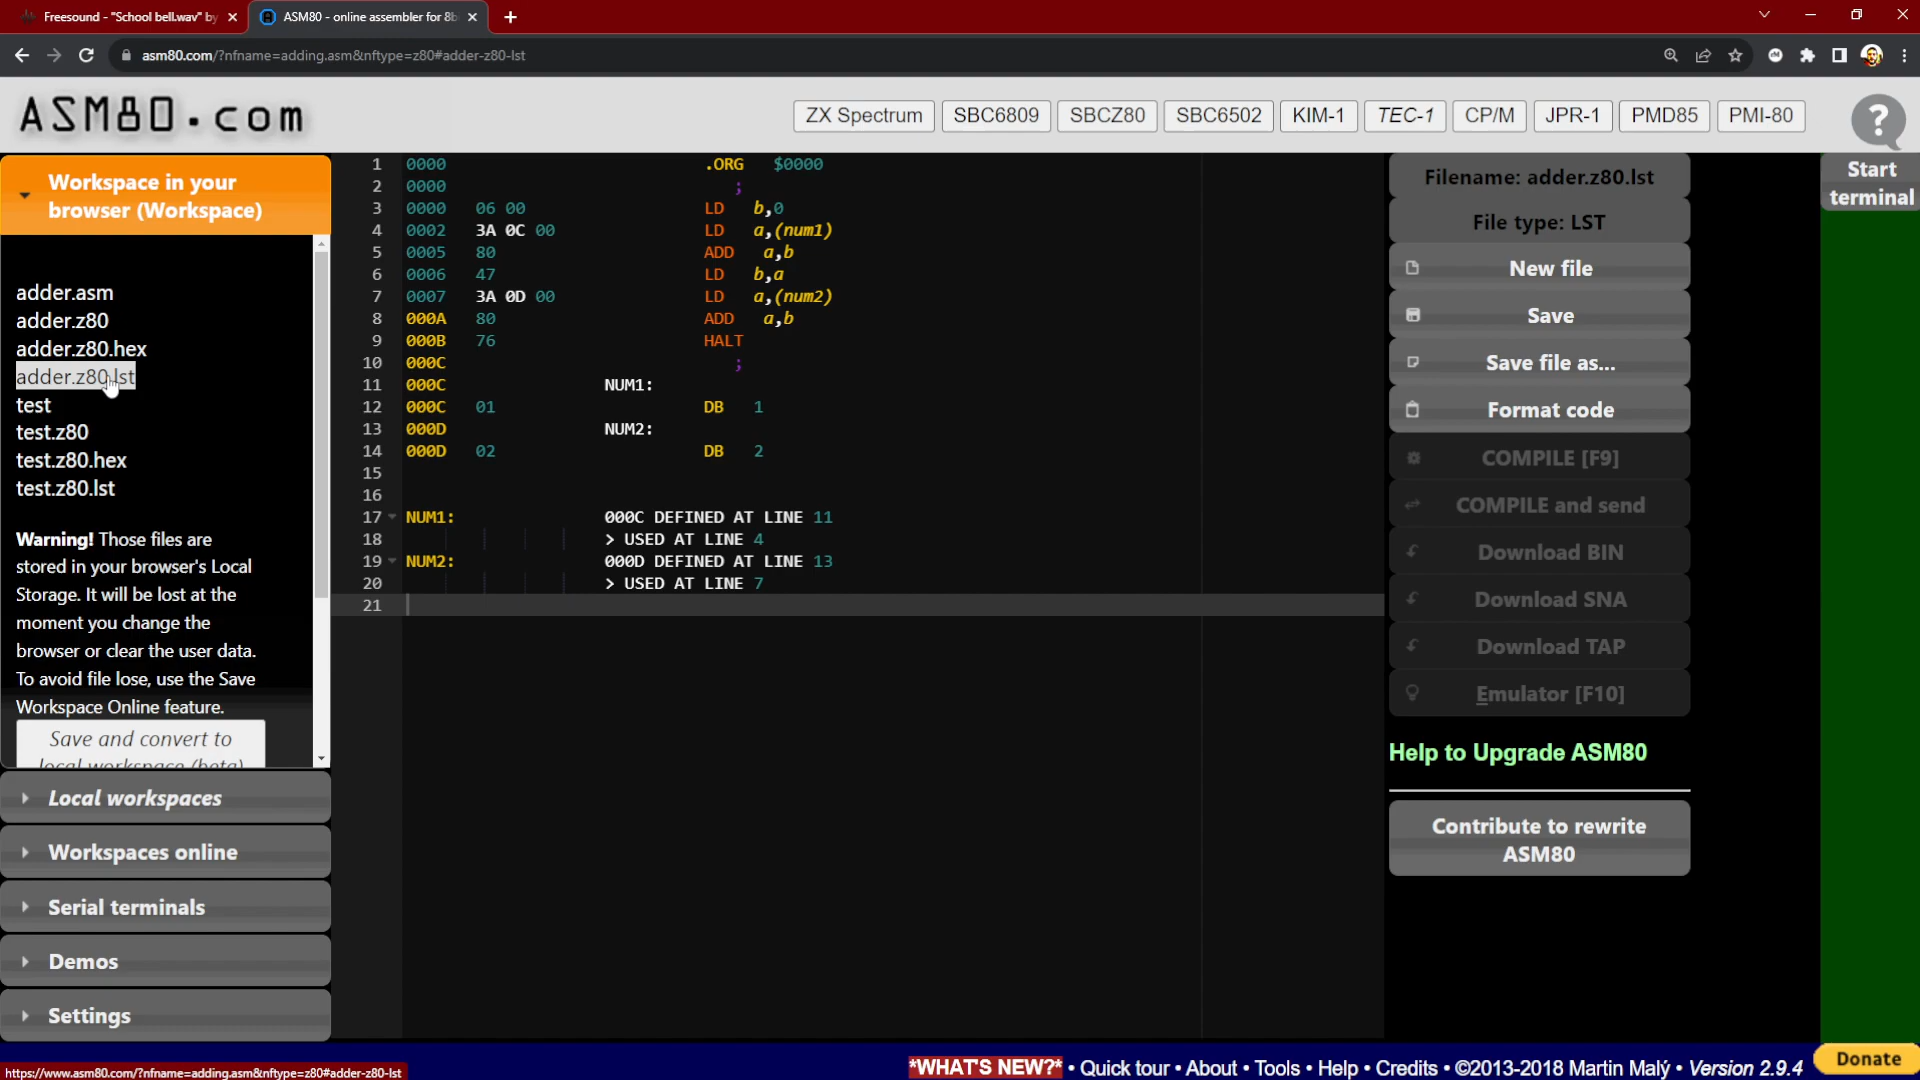 Freesound - "School bell.wav" by
ASM80 - online assembler for 8b
asm80.com/?nfname=adding.asm&nftype=z80#adder-z80-lst
ASM80.com
ZX Spectrum
SBC6809
SBCZ80
SBC6502
KIM-1
TEC-1
CP/M
JPR-1
PMD85
PMI-80
?
Workspace in your
browser (Workspace)
adder.asm
adder.z80
adder.z80.hex
adder.z80.lst
test
test.z80
test.z80.hex
test.z80.lst
Warning! Those files are
stored in your browser's Local
Storage. It will be lost at the
moment you change the
browser or clear the user data.
To avoid file lose, use the Save
Workspace Online feature.
Save and convert to
local workspace (beta)
Local workspaces
Workspaces online
Serial terminals
Demos
Settings
1 0000 .ORG $0000
2 0000 ;
3 0000 06 00 LD b,0
4 0002 3A 0C 00 LD a,(num1)
5 0005 80 ADD a,b
6 0006 47 LD b,a
7 0007 3A 0D 00 LD a,(num2)
8 000A 80 ADD a,b
9 000B 76 HALT
10 000C ;
11 000C NUM1:
12 000C 01 DB 1
13 000D NUM2:
14 000D 02 DB 2
15
16
17 NUM1: 000C DEFINED AT LINE 11
18 > USED AT LINE 4
19 NUM2: 000D DEFINED AT LINE 13
20 > USED AT LINE 7
21
Filename: adder.z80.lst
File type: LST
New file
Save
Save file as...
Format code
COMPILE [F9]
COMPILE and send
Download BIN
Download SNA
Download TAP
Emulator [F10]
Help to Upgrade ASM80
Contribute to rewrite
ASM80
Start
terminal
https://www.asm80.com/?nfname=adding.asm&nftype=z80#adder-z80-lst
*WHAT'S NEW?* • Quick tour • About • Tools • Help • Credits • ©2013-2018 Martin Malý • Version 2.9.4
Donate